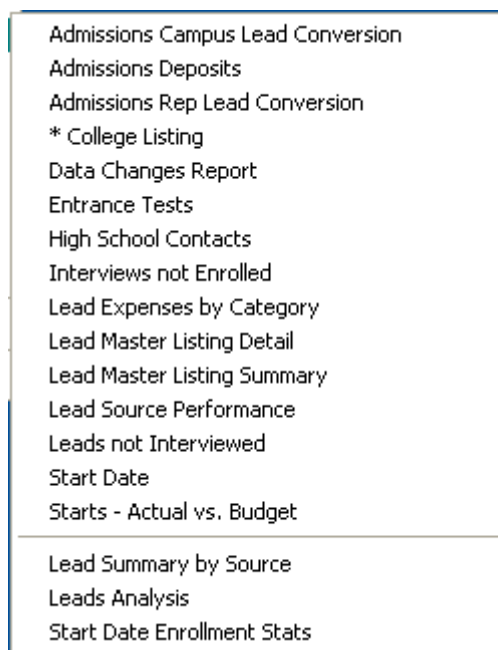 Admissions Campus Lead Conversion
Admissions Deposits
Admissions Rep Lead Conversion
* College Listing
Data Changes Report
Entrance Tests
High School Contacts
Interviews not Enrolled
Lead Expenses by Category
Lead Master Listing Detail
Lead Master Listing Summary
Lead Source Performance
Leads not Interviewed
Start Date
Starts - Actual vs. Budget
Lead Summary by Source
Leads Analysis
Start Date Enrollment Stats